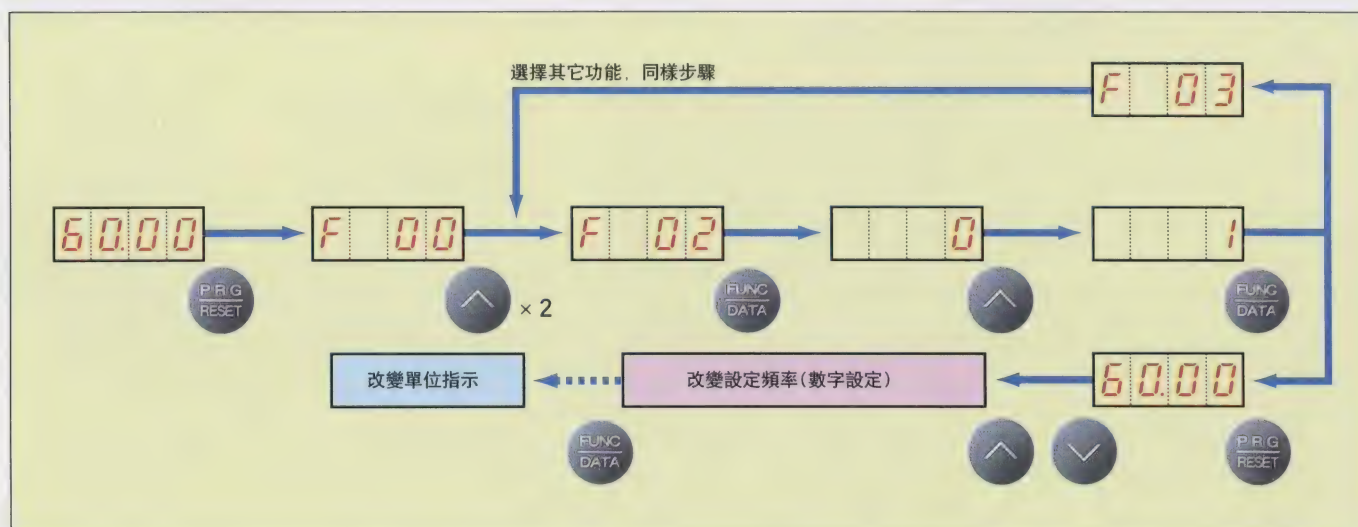 選擇其它功能，同樣步驟
F 03
60.00
F 00
F 02
0
1
PRG
RESET
× 2
FUNC
DATA
FUNC
DATA
改變單位指示
改變設定頻率(數字設定)
60.00
FUNC
DATA
PRG
RESET